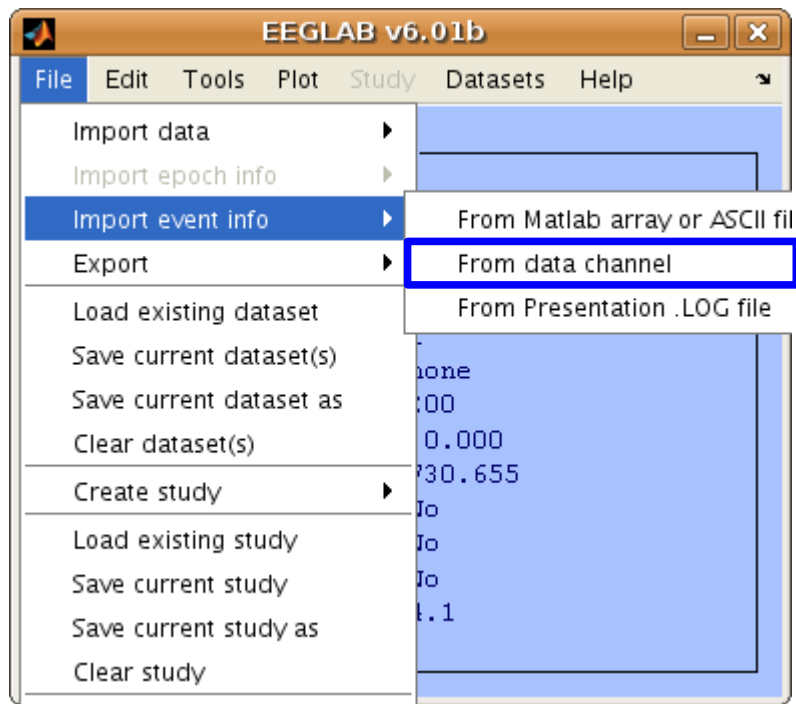 EEGLAB v6.01b
File Edit Tools Plot Study Datasets Help
Import data
Import epoch info
Import event info
From Matlab array or ASCII fil
Export
From data channel
Load existing dataset
From Presentation .LOG file
Save current dataset(s)
none
Save current dataset as
:00
Clear dataset(s)
0.000
730.655
Create study
No
Load existing study
No
Save current study
No
Save current study as
4.1
Clear study